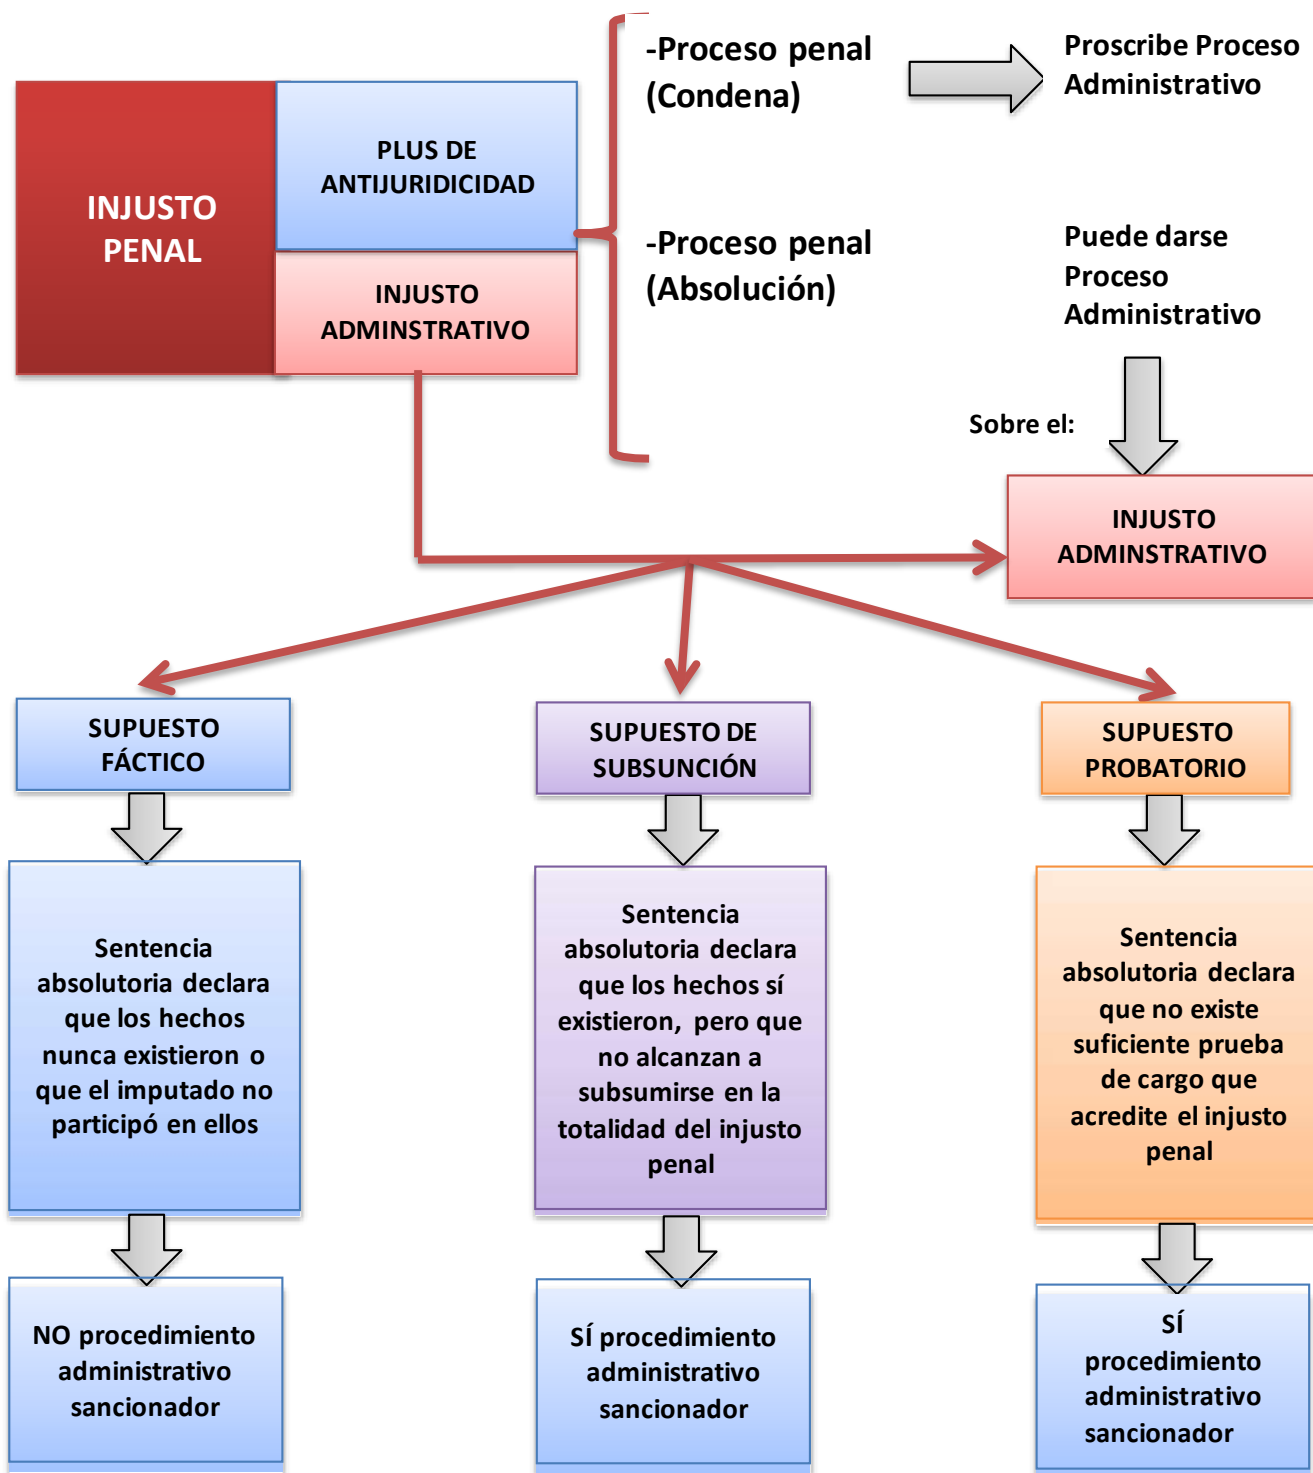 INJUSTO
PENAL
PLUS DE
ANTIJURIDICIDAD
INJUSTO
ADMINSTRATIVO
-Proceso penal
(Condena)
Proscribe Proceso
Administrativo
-Proceso penal
(Absolución)
Puede darse
Proceso
Administrativo
Sobre el:
INJUSTO
ADMINSTRATIVO
SUPUESTO
FÁCTICO
SUPUESTO DE
SUBSUNCIÓN
SUPUESTO
PROBATORIO
Sentencia
absolutoria declara
que los hechos
nunca existieron o
que el imputado no
participó en ellos
Sentencia
absolutoria declara
que los hechos sí
existieron, pero que
no alcanzan a
subsumirse en la
totalidad del injusto
penal
Sentencia
absolutoria declara
que no existe
suficiente prueba
de cargo que
acredite el injusto
penal
NO procedimiento
administrativo
sancionador
SÍ procedimiento
administrativo
sancionador
SÍ
procedimiento
administrativo
sancionador